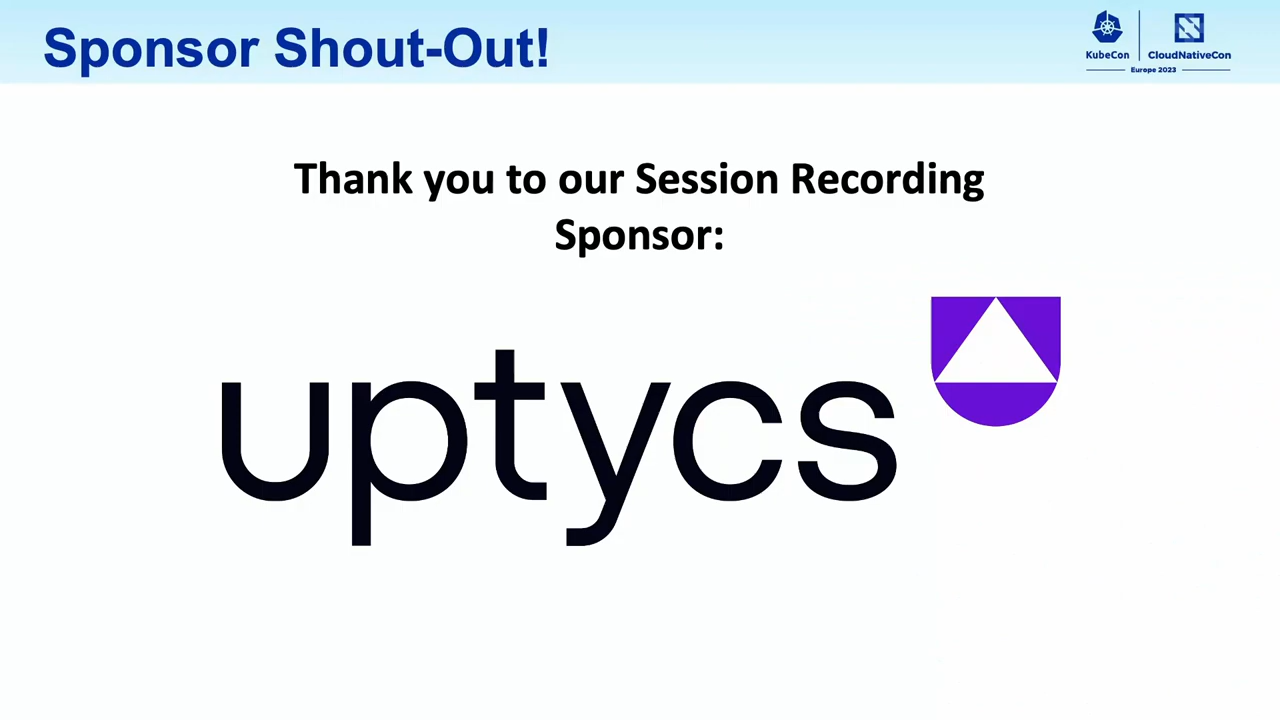 Sponsor Shout-Out!
KubeCon
CloudNativeCon
Europe 2023
Thank you to our Session Recording
Sponsor:
uptycs